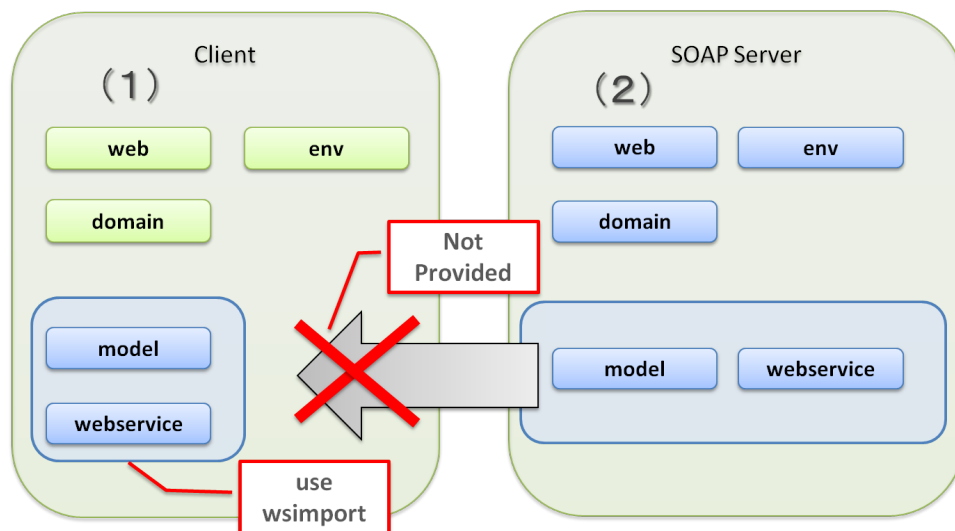 Client
(1)
web
env
domain
model
webservice
use
wsimport
Not
Provided
SOAP Server
(2)
web
env
domain
model
webservice